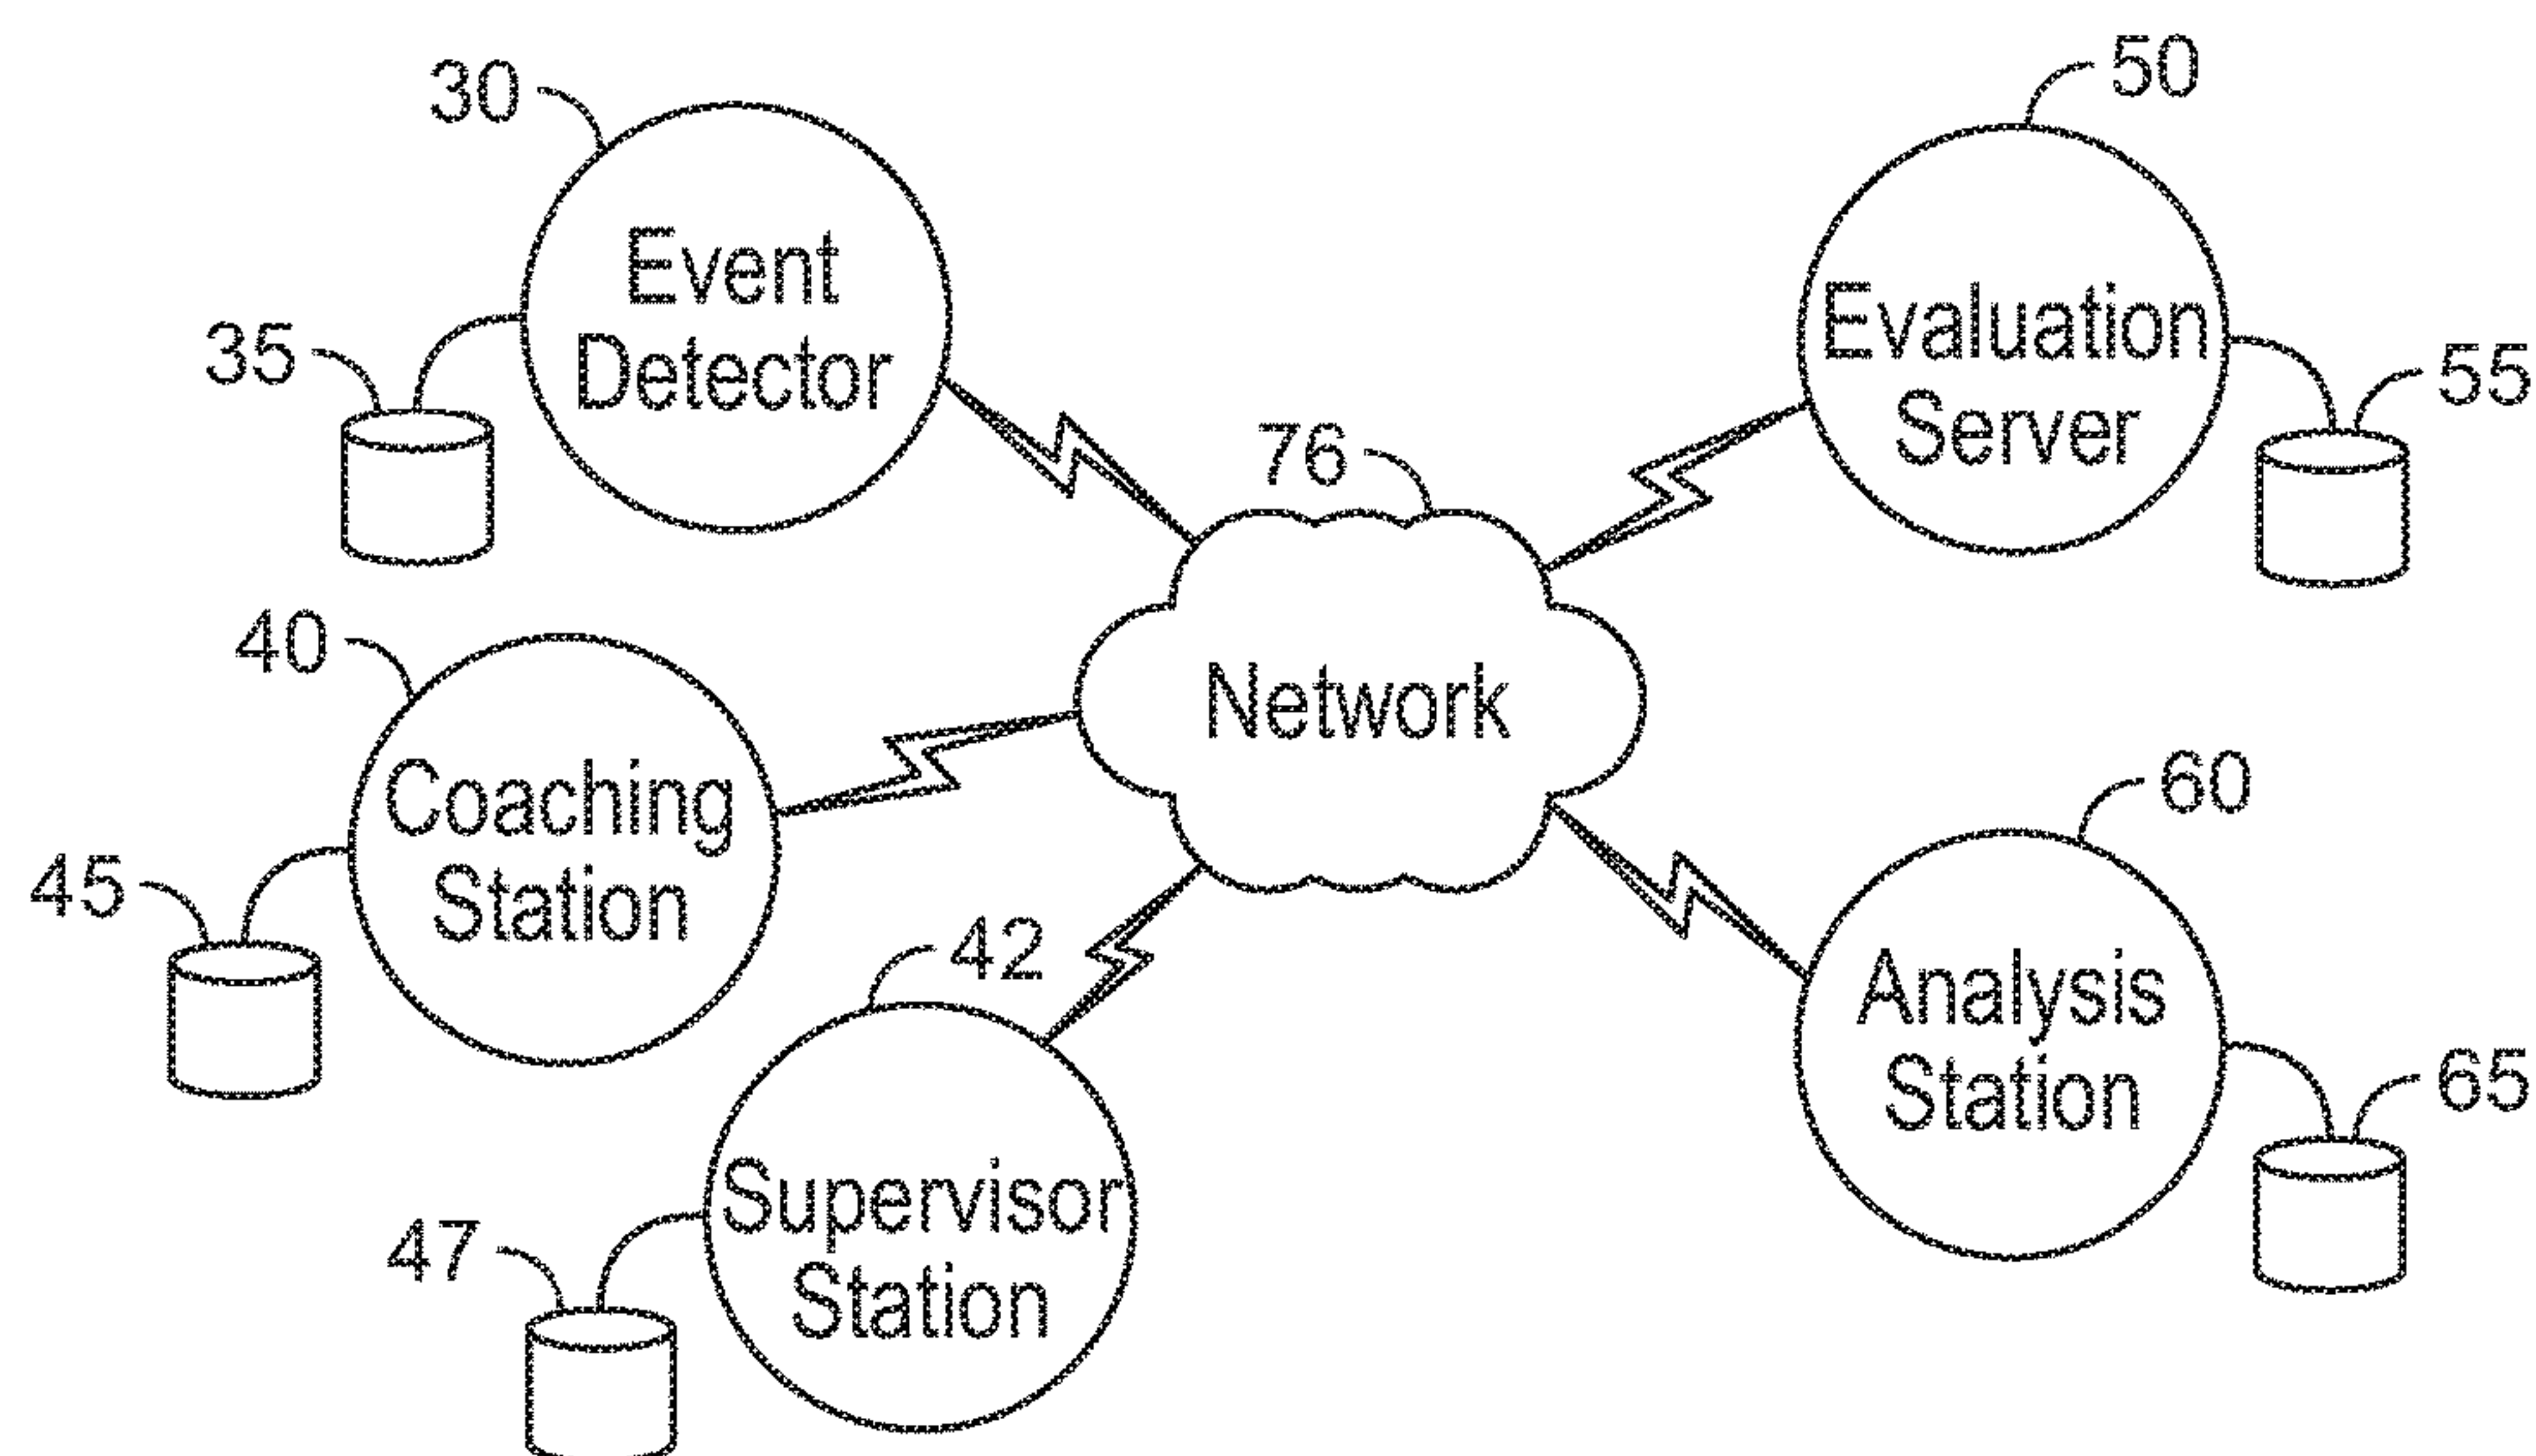 30
50
Event
Detector
Evaluation
Server
35
55
76
40
Network
Coaching
Station
60
45
42
Analysis
Station
65
Supervisor
Station
47